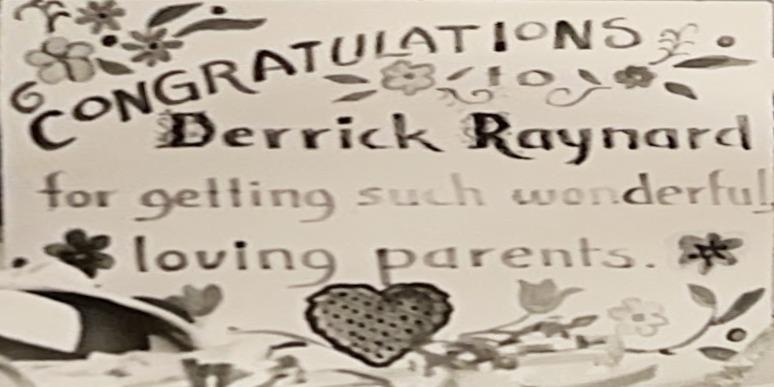 CONGRATULATIONS
to
Derrick Raynard
for getting such wonderful
loving parents.